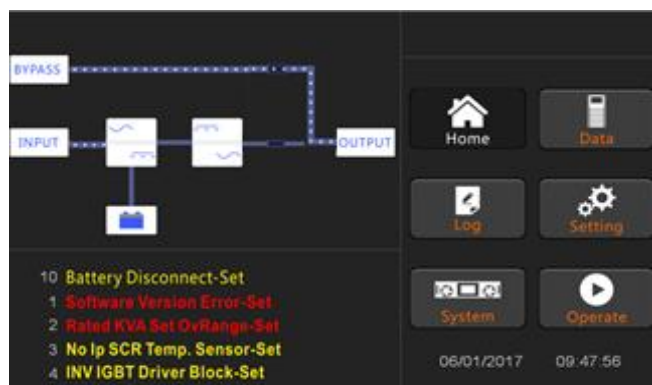 BYPASS
INPUT
OUTPUT
10 Battery Disconnect-Set
1 Software Version Error-Set
2 Rated KVA Set OvRange-Set
3 No Ip SCR Temp. Sensor-Set
4 INV IGBT Driver Block-Set
Home
Data
Log
Setting
System
Operate
06/01/2017 09:47:56